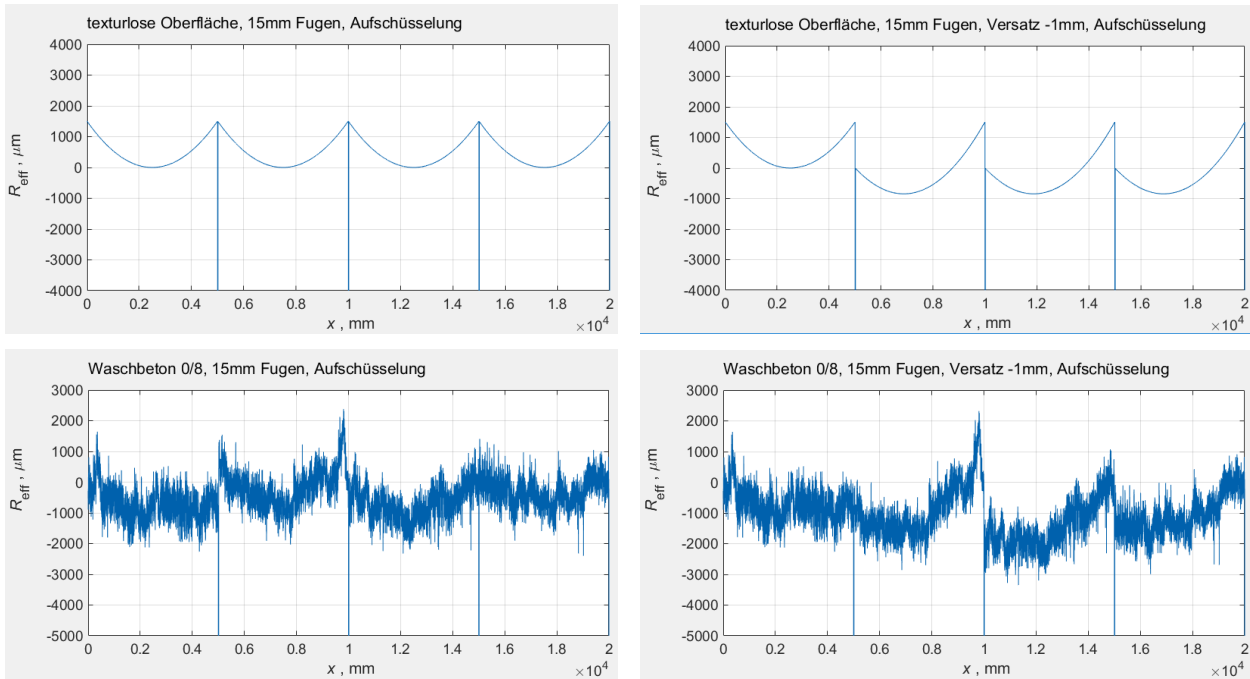 texturlose Oberfläche, 15mm Fugen, Aufschüsselung
4000
3000
2000
1000
0
-1000
-2000
-3000
-4000
R_eff , μm
0 0.2 0.4 0.6 0.8 1 1.2 1.4 1.6 1.8 2
x , mm
×10^4
texturlose Oberfläche, 15mm Fugen, Versatz -1mm, Aufschüsselung
4000
3000
2000
1000
0
-1000
-2000
-3000
-4000
R_eff , μm
0 0.2 0.4 0.6 0.8 1 1.2 1.4 1.6 1.8 2
x , mm
×10^4
Waschbeton 0/8, 15mm Fugen, Aufschüsselung
3000
2000
1000
0
-1000
-2000
-3000
-4000
-5000
R_eff , μm
0 0.2 0.4 0.6 0.8 1 1.2 1.4 1.6 1.8 2
x , mm
×10^4
Waschbeton 0/8, 15mm Fugen, Versatz -1mm, Aufschüsselung
3000
2000
1000
0
-1000
-2000
-3000
-4000
-5000
R_eff , μm
0 0.2 0.4 0.6 0.8 1 1.2 1.4 1.6 1.8 2
x , mm
×10^4